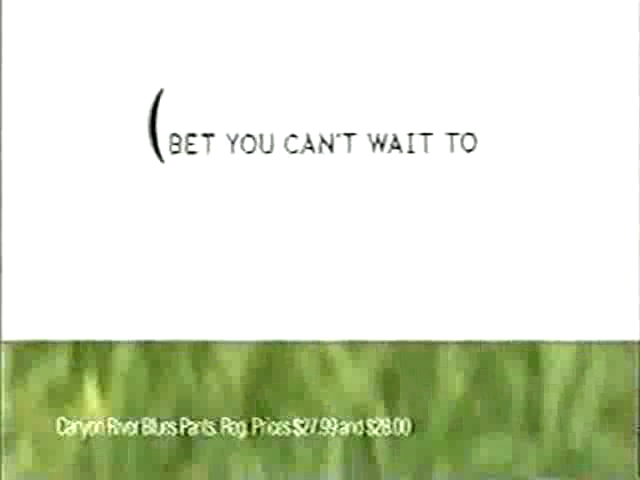 (BET YOU CAN'T WAIT TO
Canyon River Blues Pants. Reg. Prices $27.99 and $28.00